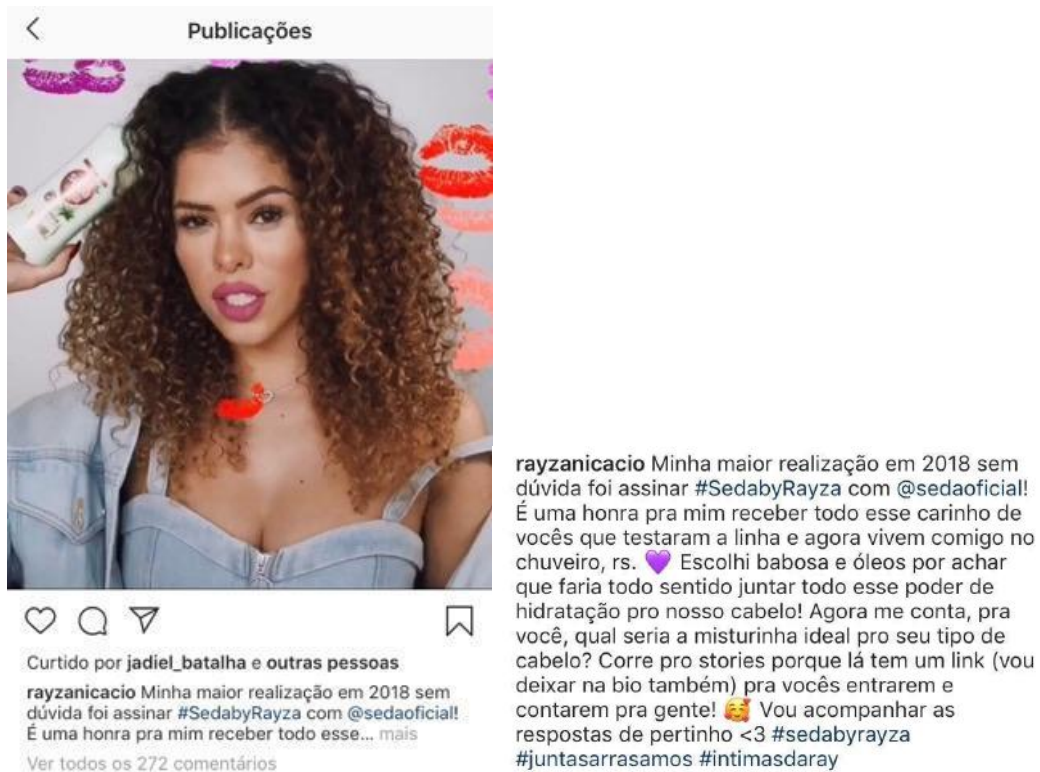 Publicações
Curtido por jadiel_batalha e outras pessoas
rayzanicacio Minha maior realização em 2018 sem
dúvida foi assinar #SedabyRayza com @sedaoficial!
É uma honra pra mim receber todo esse... mais
Ver todos os 272 comentários
rayzanicacio Minha maior realização em 2018 sem
dúvida foi assinar #SedabyRayza com @sedaoficial!
É uma honra pra mim receber todo esse carinho de
vocês que testaram a linha e agora vivem comigo no
chuveiro, rs. 💜 Escolhi babosa e óleos por achar
que faria todo sentido juntar todo esse poder de
hidratação pro nosso cabelo! Agora me conta, pra
você, qual seria a misturinha ideal pro seu tipo de
cabelo? Corre pro stories porque lá tem um link (vou
deixar na bio também) pra vocês entrarem e
contarem pra gente! 🥰 Vou acompanhar as
respostas de pertinho <3 #sedabyrayza
#juntasarrasamos #intimasdaray